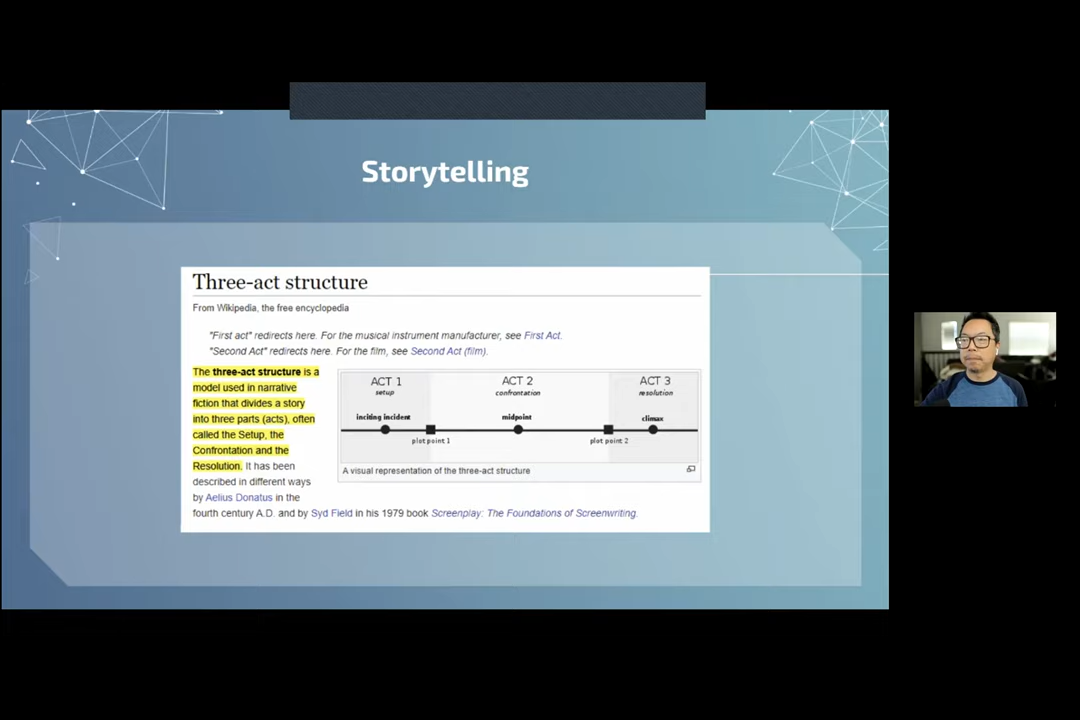 Storytelling
Three-act structure
From Wikipedia, the free encyclopedia
"First act" redirects here. For the musical instrument manufacturer, see First Act.
"Second Act" redirects here. For the film, see Second Act (film).
The three-act structure is a
model used in narrative
fiction that divides a story
into three parts (acts), often
called the Setup, the
Confrontation and the
Resolution. It has been
described in different ways
by Aelius Donatus in the
fourth century A.D. and by Syd Field in his 1979 book Screenplay: The Foundations of Screenwriting.
ACT 1 ACT 2 ACT 3
setup confrontation resolution
inciting incident midpoint climax
plot point 1 plot point 2
A visual representation of the three-act structure